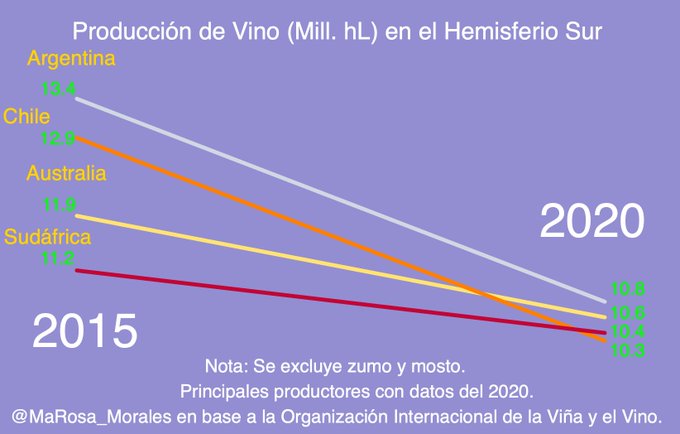 Producción de Vino (Mill. hL) en el Hemisferio Sur
Argentina
13.4
Chile
12.9
Australia
11.9
Sudáfrica
11.2
2015
2020
10.8
10.6
10.4
10.3
Nota: Se excluye zumo y mosto.
Principales productores con datos del 2020.
@MaRosa_Morales en base a la Organización Internacional de la Viña y el Vino.